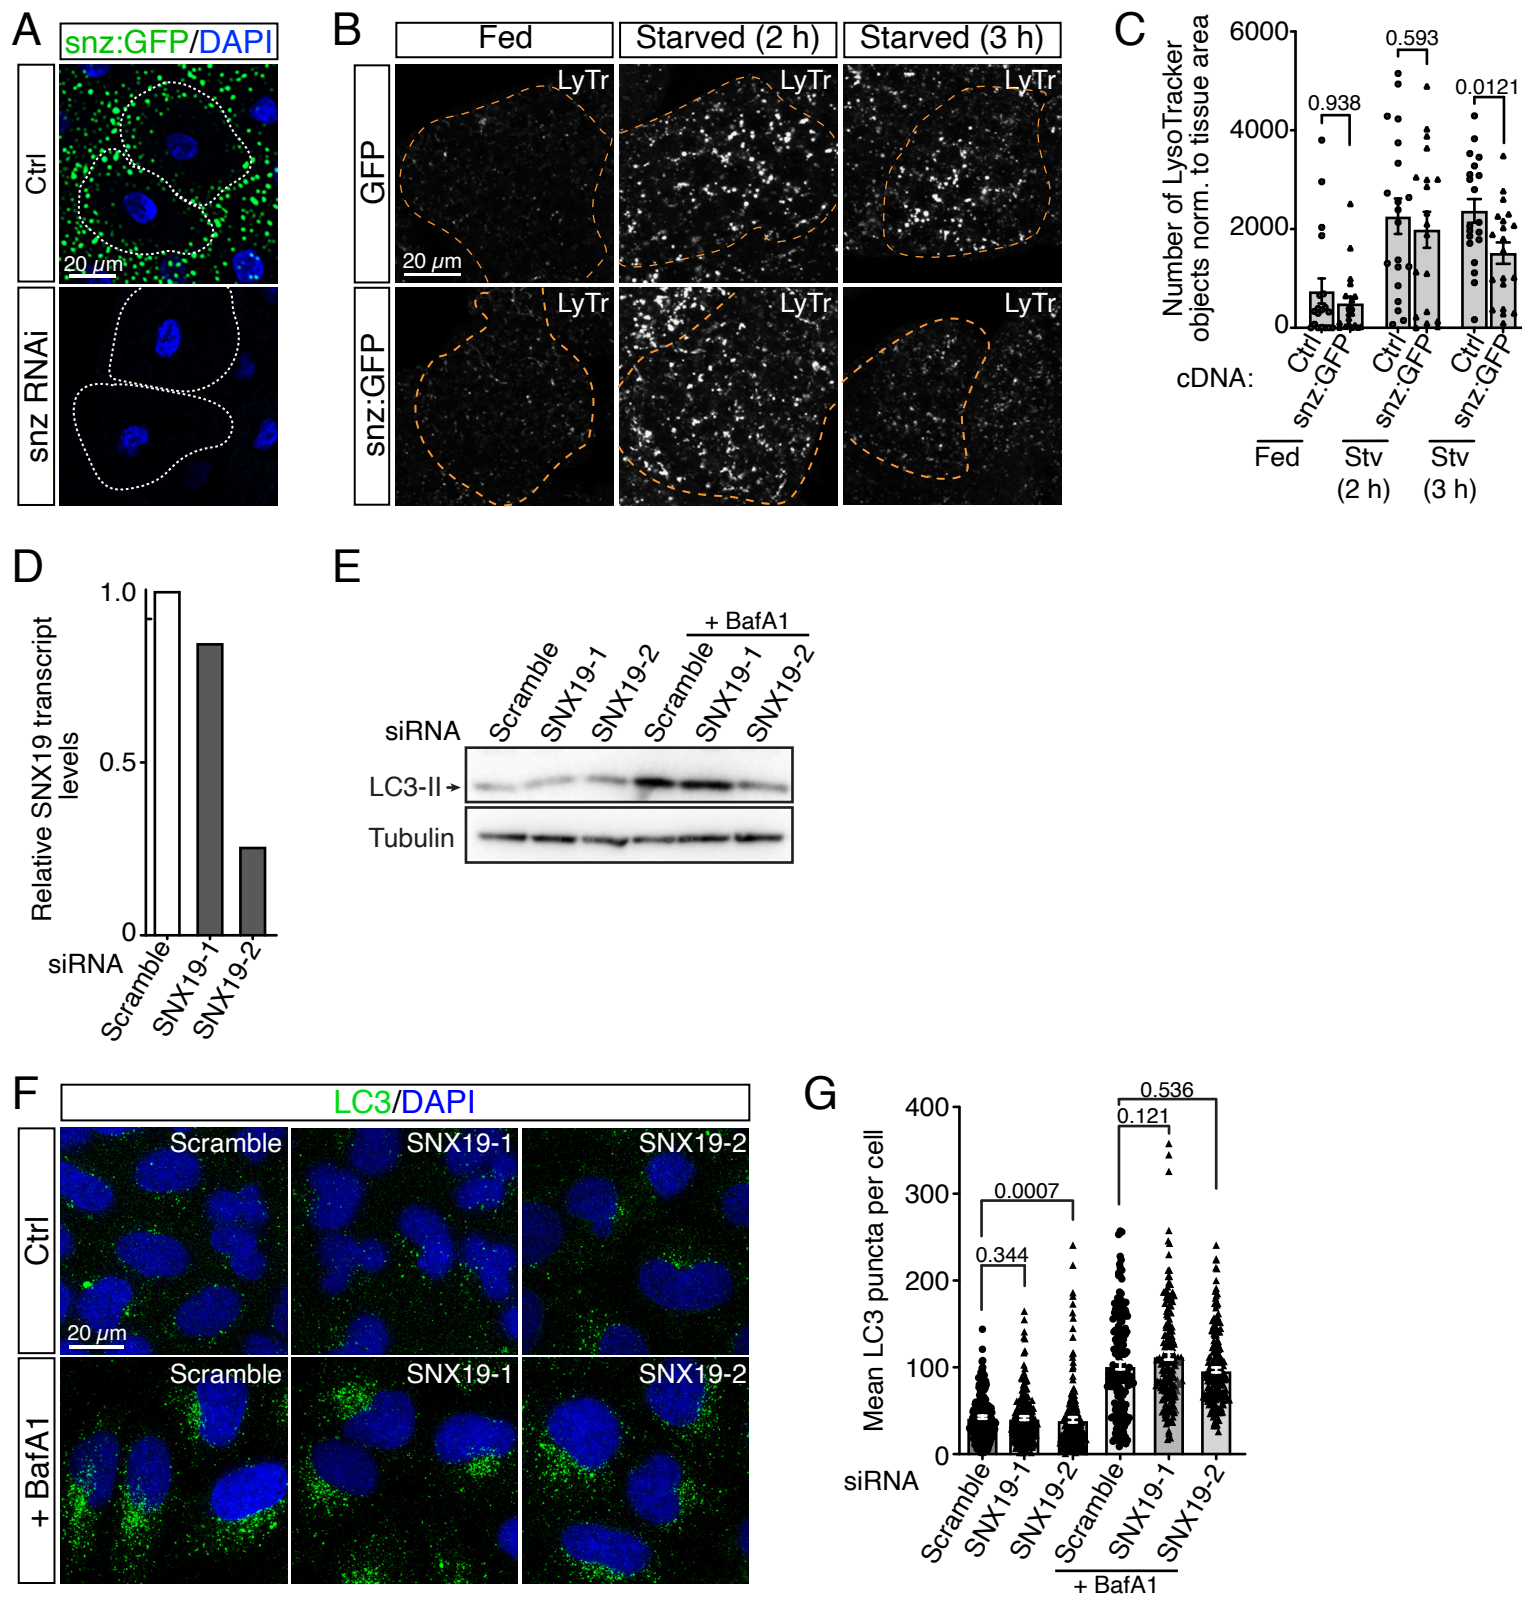 A
snz:GFP/DAPI
Ctrl
20 µm
snz RNAi
B
Fed
Starved (2 h)
Starved (3 h)
GFP
LyTr
LyTr
LyTr
20 µm
snz:GFP
LyTr
LyTr
LyTr
C
Number of LysoTracker
objects norm. to tissue area
6000
4000
2000
0
0.938
0.593
0.0121
cDNA:
Ctrl
snz:GFP
Ctrl
snz:GFP
Ctrl
snz:GFP
Fed
Stv
(2 h)
Stv
(3 h)
D
Relative SNX19 transcript
levels
1.0
0.5
0
siRNA
Scramble
SNX19-1
SNX19-2
E
+ BafA1
siRNA
Scramble
SNX19-1
SNX19-2
Scramble
SNX19-1
SNX19-2
LC3-II
Tubulin
F
LC3/DAPI
Ctrl
Scramble
SNX19-1
SNX19-2
20 µm
+ BafA1
Scramble
SNX19-1
SNX19-2
G
Mean LC3 puncta per cell
400
300
200
100
0
0.344
0.0007
0.121
0.536
siRNA
Scramble
SNX19-1
SNX19-2
Scramble
SNX19-1
SNX19-2
+ BafA1